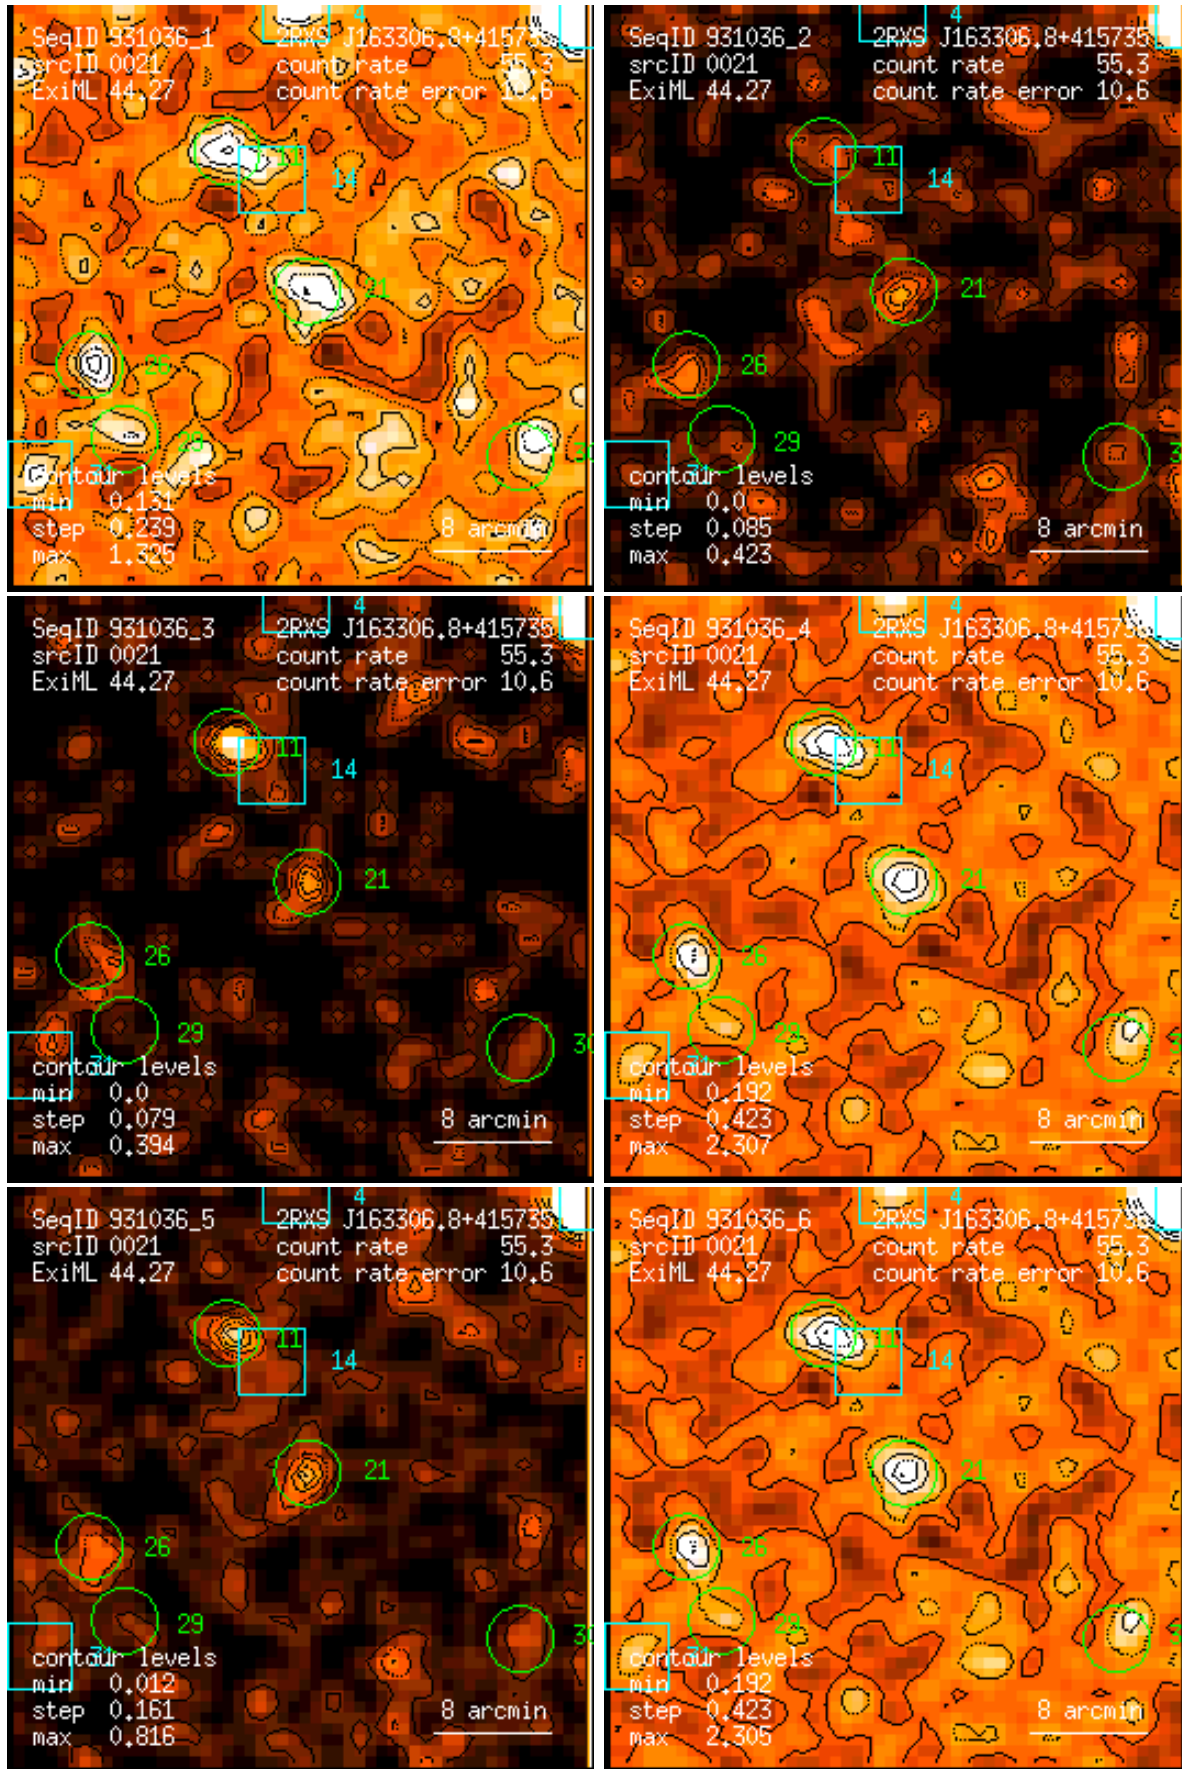 4
SeqID 931036_1 2RXS J163306.8+415735
srcID 0021 count rate 55.3
ExiML 44.27 count rate error 10.6
11
14
21
26
29
30
31
contour levels
min 0.131
step 0.239 8 arcmin
max 1.325
4
SeqID 931036_2 2RXS J163306.8+415735
srcID 0021 count rate 55.3
ExiML 44.27 count rate error 10.6
11
14
21
26
29
3
31
contour levels
min 0.0
step 0.085 8 arcmin
max 0.423
4
SeqID 931036_3 2RXS J163306.8+415735
srcID 0021 count rate 55.3
ExiML 44.27 count rate error 10.6
11
14
21
26
29
30
31
contour levels
min 0.0
step 0.079 8 arcmin
max 0.394
4
SeqID 931036_4 2RXS J163306.8+415735
srcID 0021 count rate 55.3
ExiML 44.27 count rate error 10.6
11
14
21
26
29
3
31
contour levels
min 0.192
step 0.423 8 arcmin
max 2.307
4
SeqID 931036_5 2RXS J163306.8+415735
srcID 0021 count rate 55.3
ExiML 44.27 count rate error 10.6
11
14
21
26
29
30
31
contour levels
min 0.012
step 0.161 8 arcmin
max 0.816
4
SeqID 931036_6 2RXS J163306.8+415735
srcID 0021 count rate 55.3
ExiML 44.27 count rate error 10.6
11
14
21
26
29
3
31
contour levels
min 0.192
step 0.423 8 arcmin
max 2.305